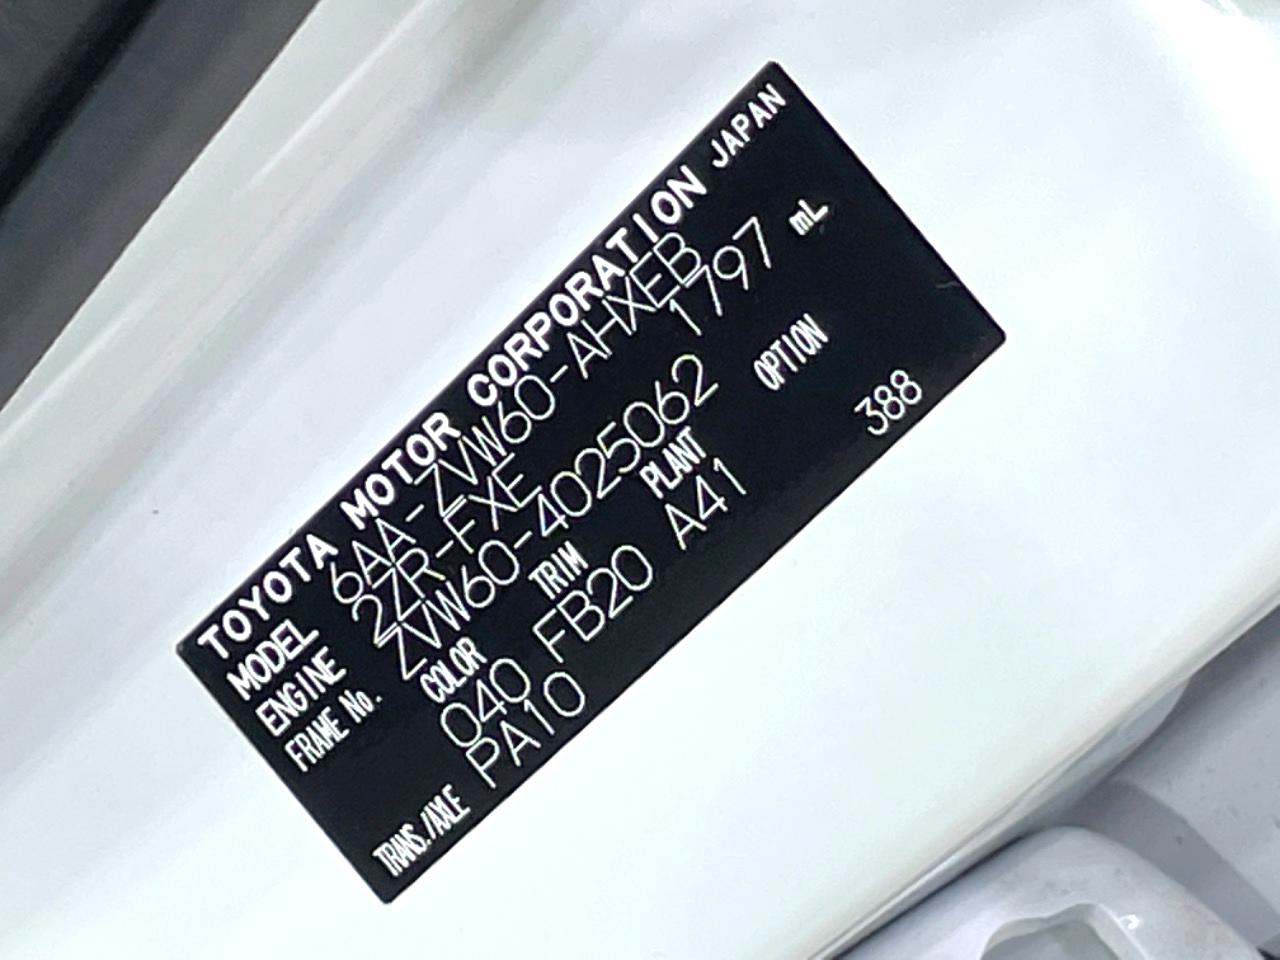 TOYOTA MOTOR CORPORATION JAPAN
MODEL 6AA-ZVW60-AHXEB
ENGINE 2ZR-FXE 1797 mL
FRAME No. ZVW60-4025062
COLOR TRIM PLANT OPTION
040 FB20 A41 388
TRANS./AXLE PA10